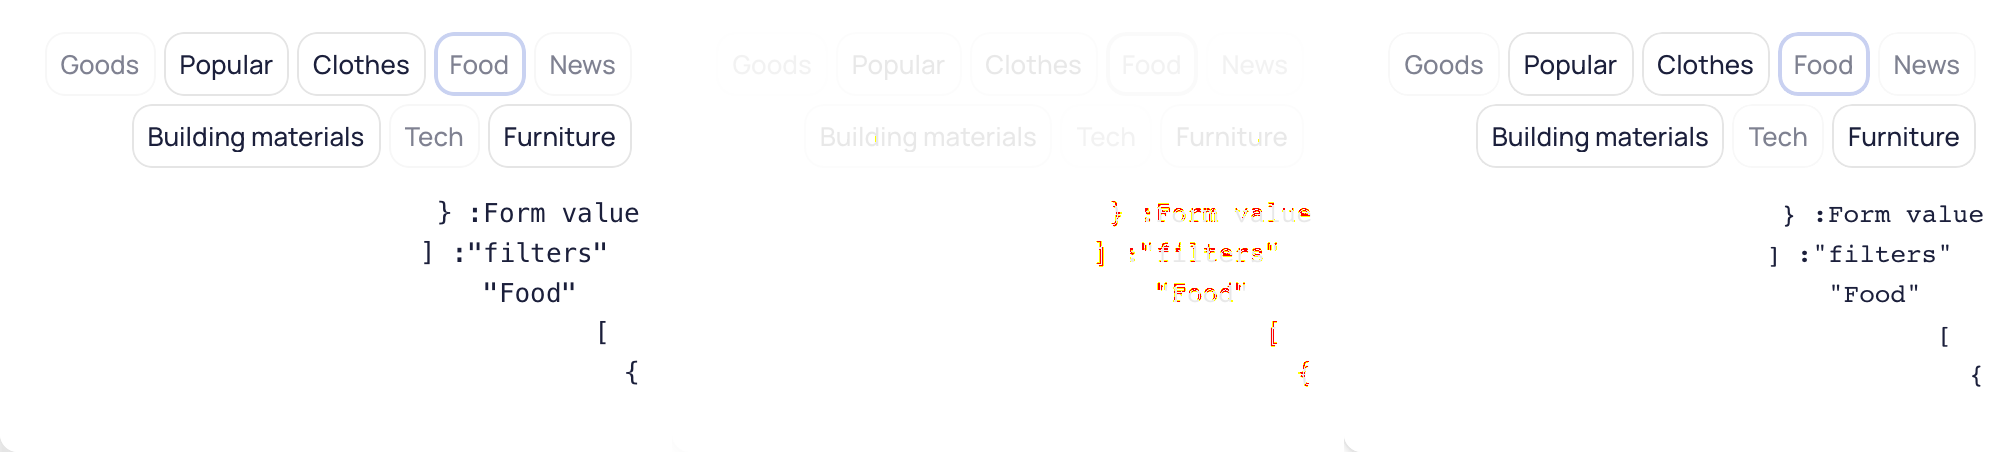 Goods Popular Clothes Food News
Building materials Tech Furniture
} :Form value
] :"filters"
"Food"
[
{
Goods Popular Clothes Food News
Building materials Tech Furniture
} :Form value
] :"filters"
"Food"
[
{
Goods Popular Clothes Food News
Building materials Tech Furniture
} :Form value
] :"filters"
"Food"
[
{